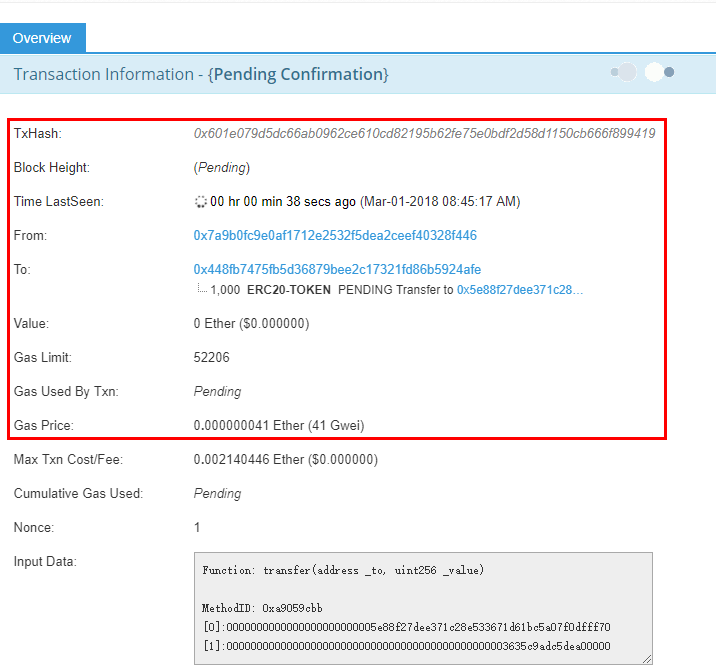 Overview
Transaction Information - {Pending Confirmation}
TxHash: 0x601e079d5dc66ab0962ce610cd82195b62fe75e0bdf2d58d1150cb666f899419
Block Height: (Pending)
Time LastSeen: 00 hr 00 min 38 secs ago (Mar-01-2018 08:45:17 AM)
From: 0x7a9b0fc9e0af1712e2532f5dea2ceef40328f446
To: 0x448fb7475fb5d36879bee2c17321fd86b5924afe
1,000 ERC20-TOKEN PENDING Transfer to 0x5e88f27dee371c28...
Value: 0 Ether ($0.000000)
Gas Limit: 52206
Gas Used By Txn: Pending
Gas Price: 0.000000041 Ether (41 Gwei)
Max Txn Cost/Fee: 0.002140446 Ether ($0.000000)
Cumulative Gas Used: Pending
Nonce: 1
Input Data:
Function: transfer(address _to, uint256 _value)
MethodID: 0xa9059cbb
[0]:0000000000000000000000005e88f27dee371c28e533671d61bc5a07f0dfff70
[1]:00000000000000000000000000000000000000000000003635c9adc5dea00000